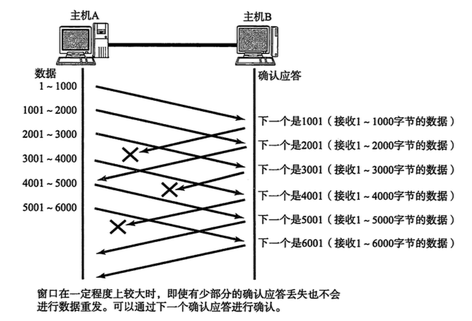 主机A
主机B
数据
确认应答
1~1000
1001~2000
下一个是1001（接收1~1000字节的数据）
2001~3000
下一个是2001（接收1~2000字节的数据）
3001~4000
下一个是3001（接收1~3000字节的数据）
4001~5000
下一个是4001（接收1~4000字节的数据）
5001~6000
下一个是5001（接收1~5000字节的数据）
下一个是6001（接收1~6000字节的数据）
窗口在一定程度上较大时，即使有少部分的确认应答丢失也不会
进行数据重发。可以通过下一个确认应答进行确认。